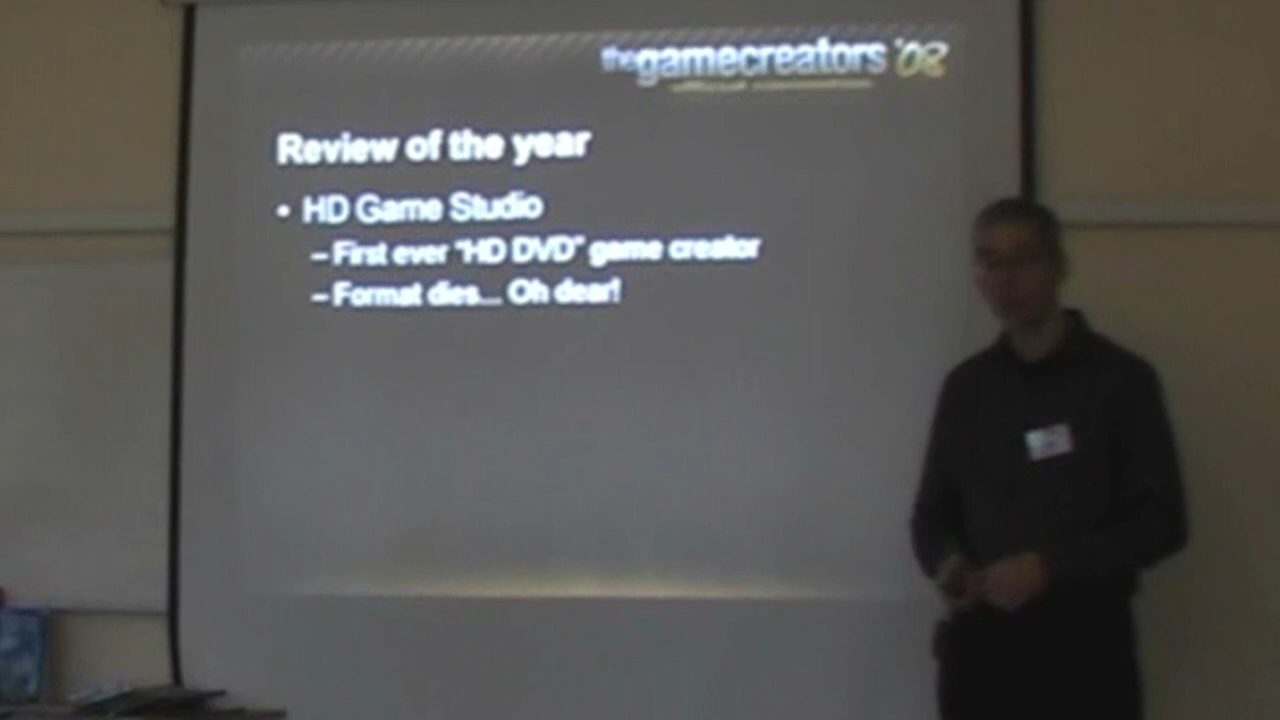 thegamecreators '08
Review of the year
• HD Game Studio
– First ever "HD DVD" game creator
– Format dies... Oh dear!